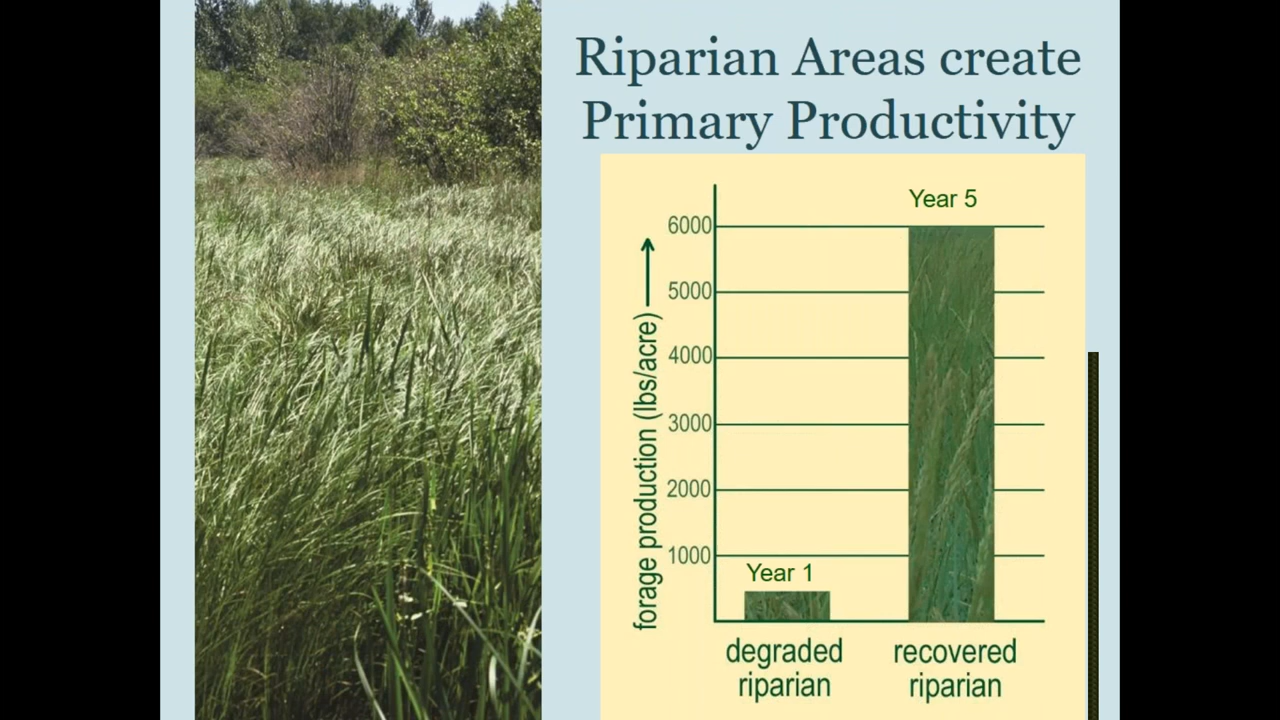 Riparian Areas create
Primary Productivity
Year 5
6000
5000
4000
3000
2000
1000
forage production (lbs/acre)
Year 1
degraded
riparian
recovered
riparian